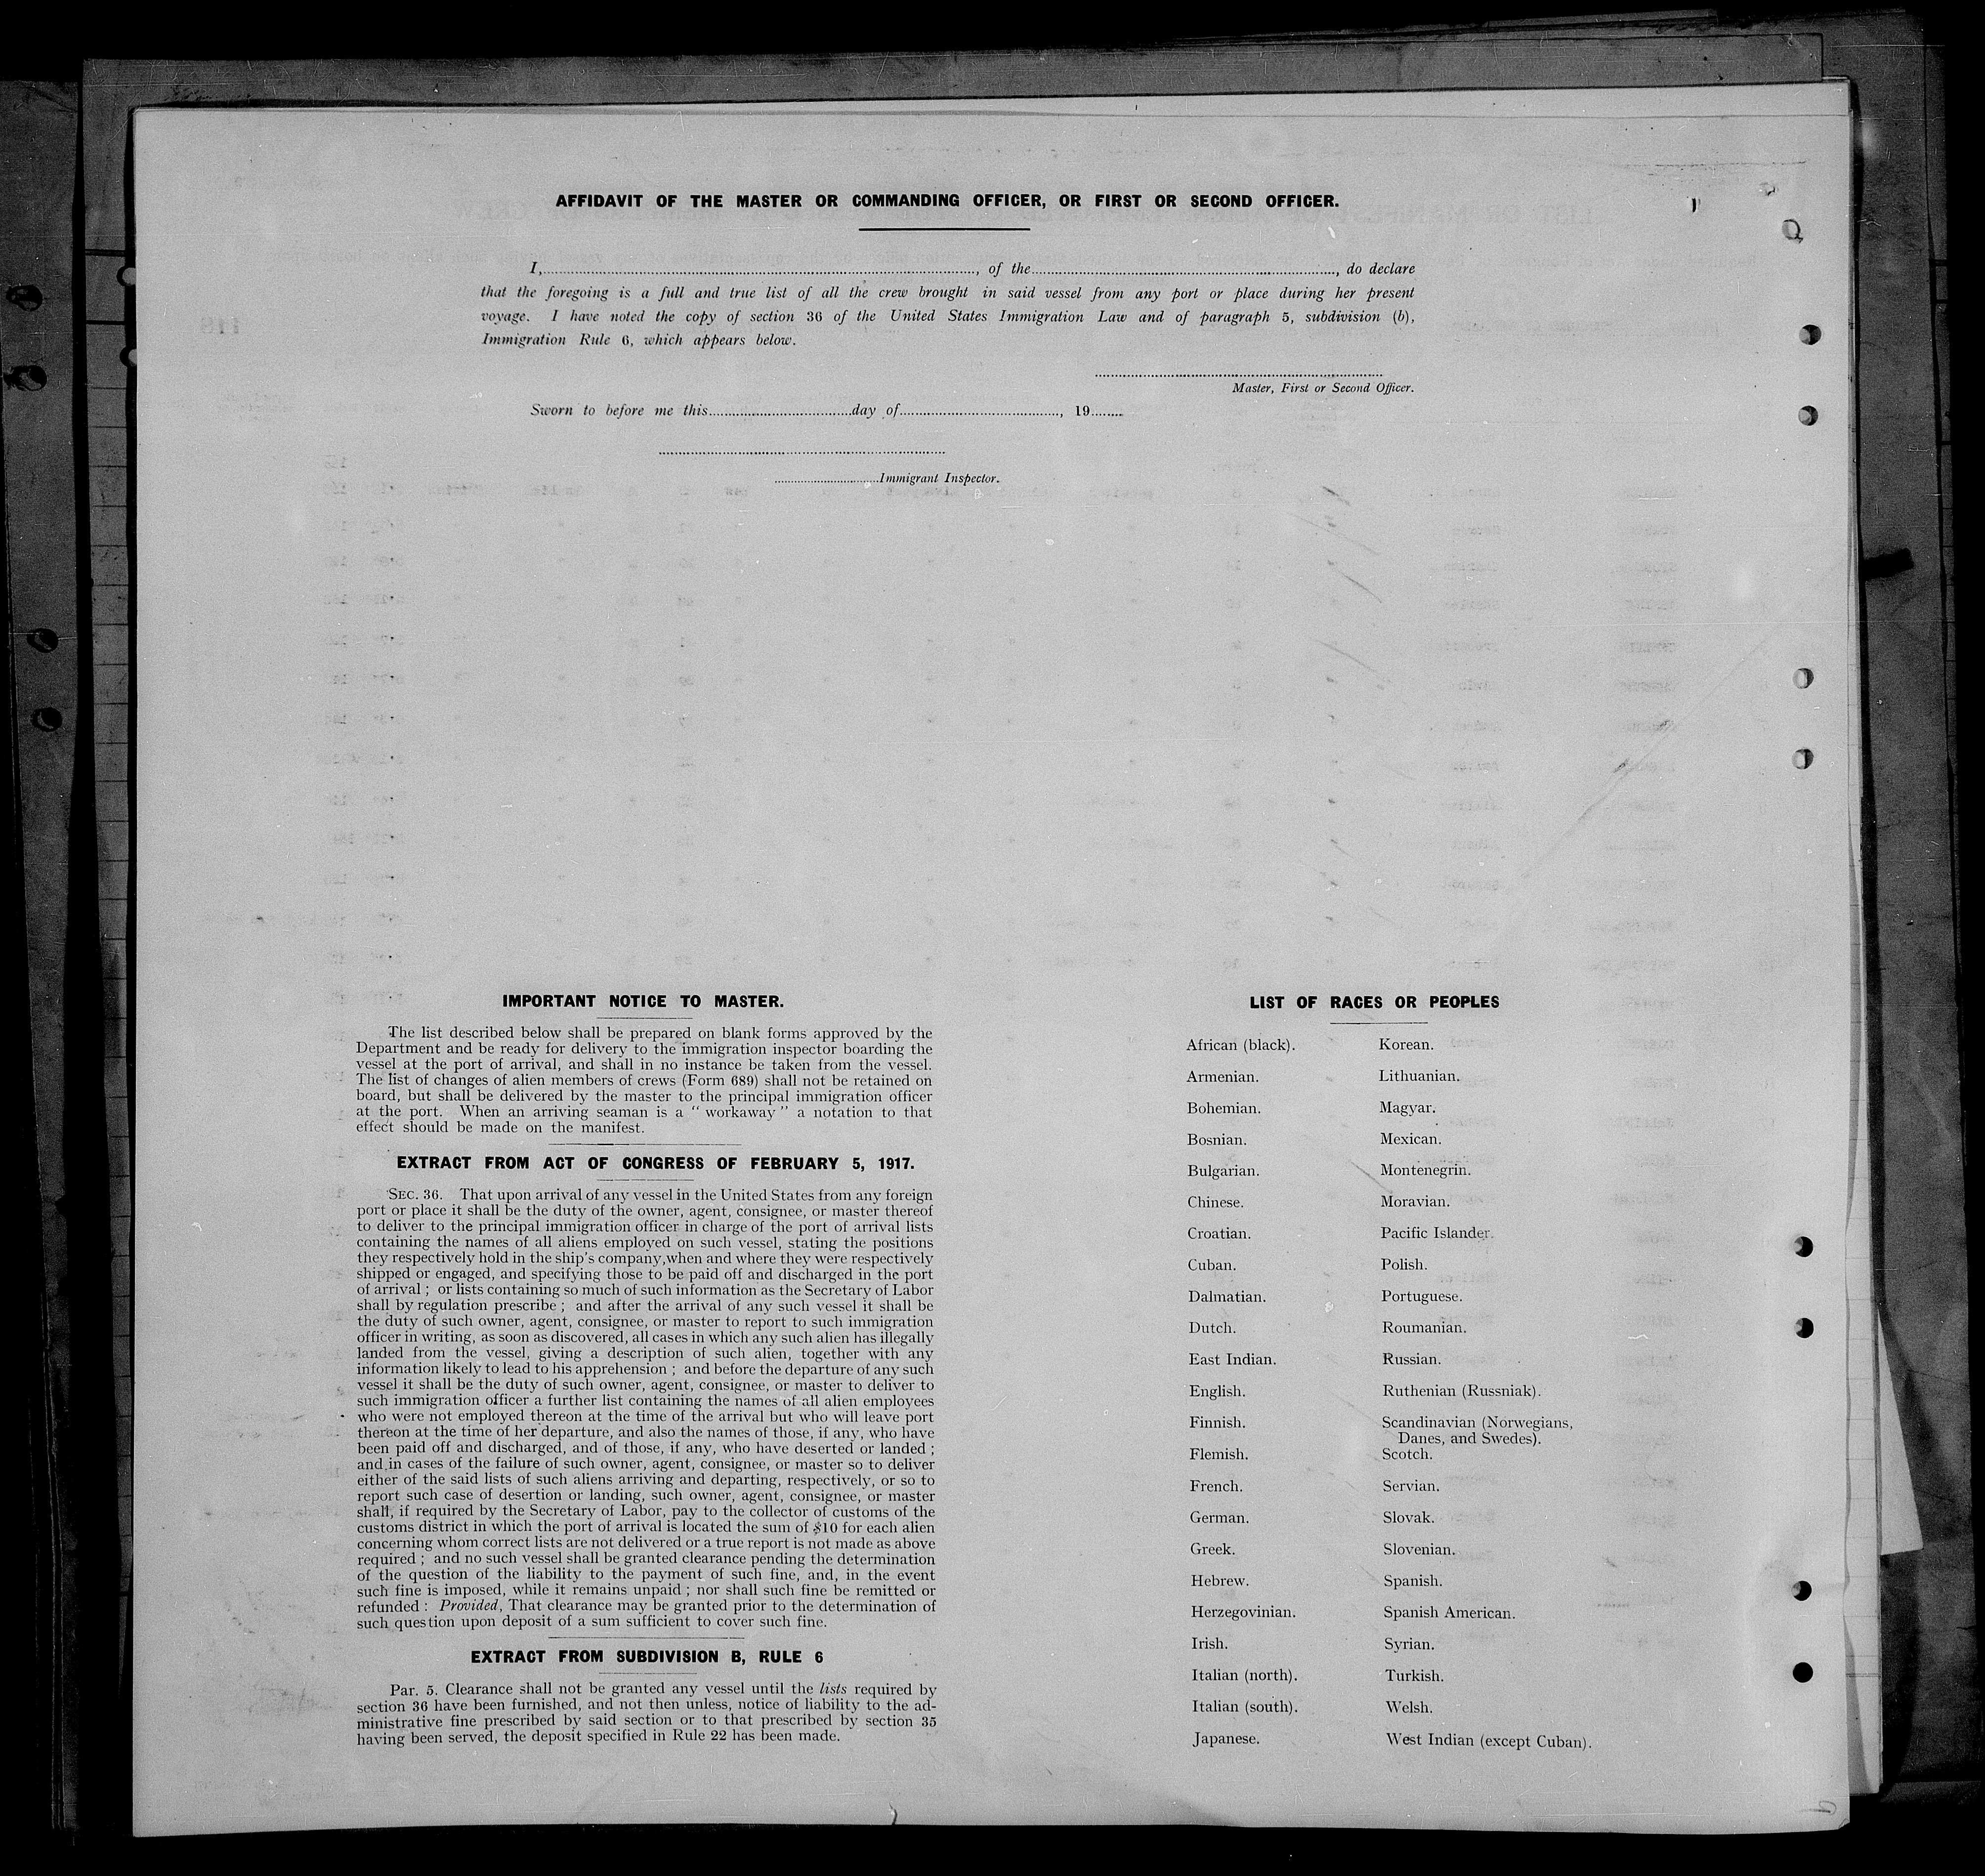 AFFIDAVIT OF THE MASTER OR COMMANDING OFFICER, OR FIRST OR SECOND OFFICER.
I,..............................., of the..............................., do declare
that the foregoing is a full and true list of all the crew brought in said vessel from any port or place during her present
voyage. I have noted the copy of section 36 of the United States Immigration Law and of paragraph 5, subdivision (b),
Immigration Rule 6, which appears below.
Master, First or Second Officer.
Sworn to before me this....................day of...................., 19........
....................Immigrant Inspector.
IMPORTANT NOTICE TO MASTER.
The list described below shall be prepared on blank forms approved by the
Department and be ready for delivery to the immigration inspector boarding the
vessel at the port of arrival, and shall in no instance be taken from the vessel.
The list of changes of alien members of crews (Form 689) shall not be retained on
board, but shall be delivered by the master to the principal immigration officer
at the port. When an arriving seaman is a "workaway" a notation to that
effect should be made on the manifest.
EXTRACT FROM ACT OF CONGRESS OF FEBRUARY 5, 1917.
SEC. 36. That upon arrival of any vessel in the United States from any foreign
port or place it shall be the duty of the owner, agent, consignee, or master thereof
to deliver to the principal immigration officer in charge of the port of arrival lists
containing the names of all aliens employed on such vessel, stating the positions
they respectively hold in the ship's company, when and where they were respectively
shipped or engaged, and specifying those to be paid off and discharged in the port
of arrival ; or lists containing so much of such information as the Secretary of Labor
shall by regulation prescribe ; and after the arrival of any such vessel it shall be
the duty of such owner, agent, consignee, or master to report to such immigration
officer in writing, as soon as discovered, all cases in which any such alien has illegally
landed from the vessel, giving a description of such alien, together with any
information likely to lead to his apprehension ; and before the departure of any such
vessel it shall be the duty of such owner, agent, consignee, or master to deliver to
such immigration officer a further list containing the names of all alien employees
who were not employed thereon at the time of the arrival but who will leave port
thereon at the time of her departure, and also the names of those, if any, who have
been paid off and discharged, and of those, if any, who have deserted or landed ;
and in cases of the failure of such owner, agent, consignee, or master so to deliver
either of the said lists of such aliens arriving and departing, respectively, or so to
report such case of desertion or landing, such owner, agent, consignee, or master
shall, if required by the Secretary of Labor, pay to the collector of customs of the
customs district in which the port of arrival is located the sum of $10 for each alien
concerning whom correct lists are not delivered or a true report is not made as above
required ; and no such vessel shall be granted clearance pending the determination
of the question of the liability to the payment of such fine, and, in the event
such fine is imposed, while it remains unpaid ; nor shall such fine be remitted or
refunded : Provided, That clearance may be granted prior to the determination of
such question upon deposit of a sum sufficient to cover such fine.
EXTRACT FROM SUBDIVISION B, RULE 6
Par. 5. Clearance shall not be granted any vessel until the lists required by
section 36 have been furnished, and not then unless, notice of liability to the ad-
ministrative fine prescribed by said section or to that prescribed by section 35
having been served, the deposit specified in Rule 22 has been made.
LIST OF RACES OR PEOPLES
African (black).
Armenian.
Bohemian.
Bosnian.
Bulgarian.
Chinese.
Croatian.
Cuban.
Dalmatian.
Dutch.
East Indian.
English.
Finnish.
Flemish.
French.
German.
Greek.
Hebrew.
Herzegovinian.
Irish.
Italian (north).
Italian (south).
Japanese.
Korean.
Lithuanian.
Magyar.
Mexican.
Montenegrin.
Moravian.
Pacific Islander.
Polish.
Portuguese.
Roumanian.
Russian.
Ruthenian (Russniak).
Scandinavian (Norwegians,
Danes, and Swedes).
Scotch.
Servian.
Slovak.
Slovenian.
Spanish.
Spanish American.
Syrian.
Turkish.
Welsh.
West Indian (except Cuban).